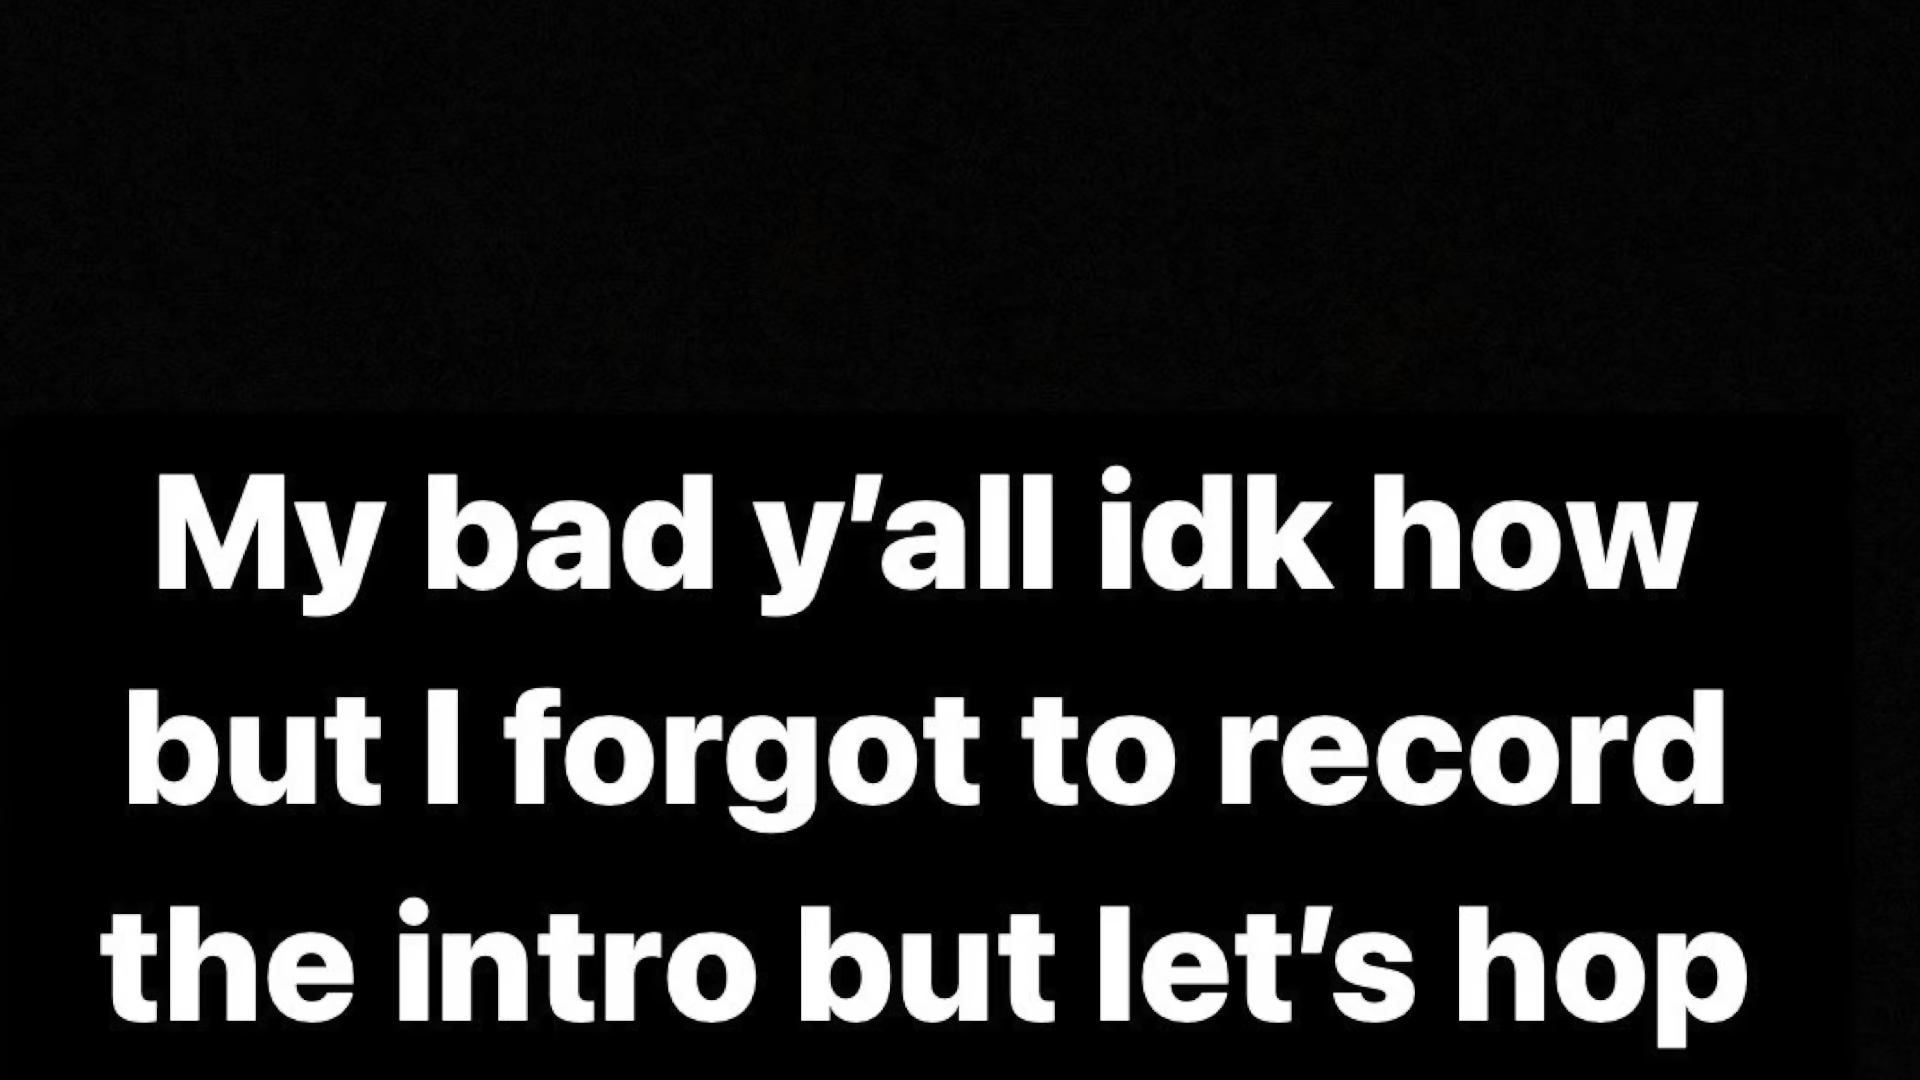 My bad y’all idk how
but I forgot to record
the intro but let’s hop